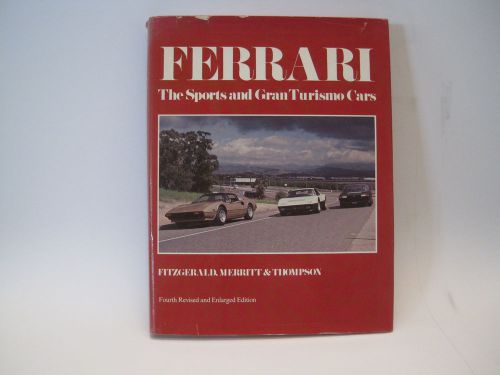 FERRARI
The Sports and Gran Turismo Cars
FITZGERALD, MERRITT & THOMPSON
Fourth Revised and Enlarged Edition